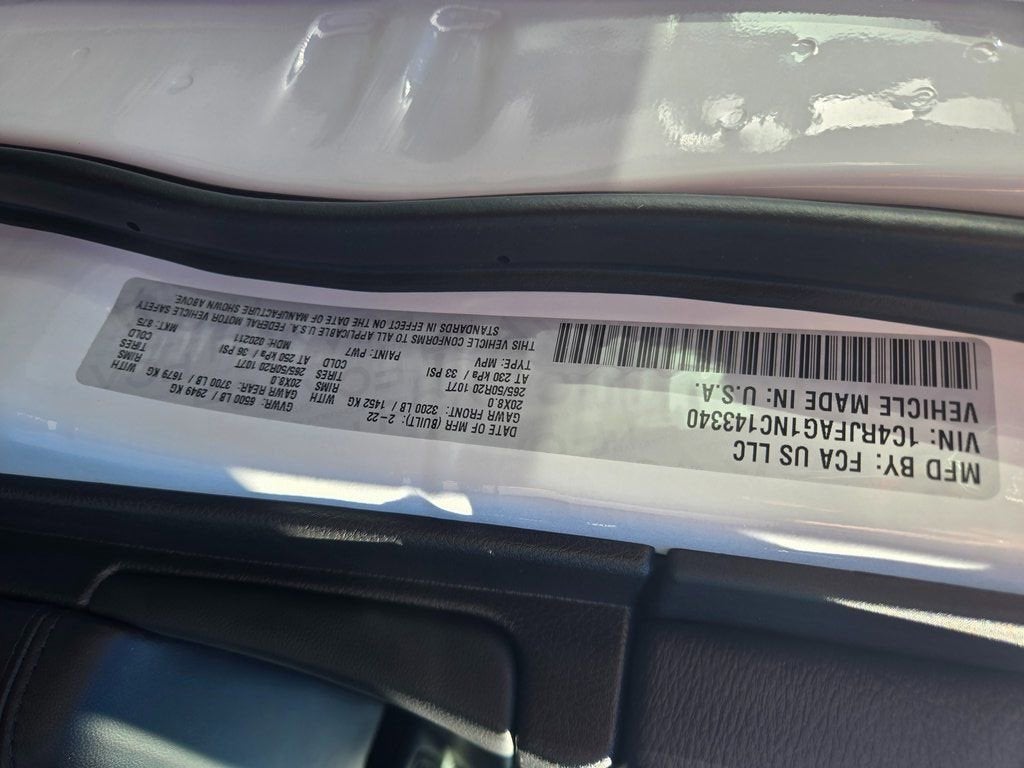 MFD BY: FCA US LLC
VIN: 1C4RJFAG1NC143340
VEHICLE MADE IN: U.S.A.
DATE OF MFR (BUILT): 2-22
GVWR: 6500 LB / 2949 KG
GAWR FRONT: 3200 LB / 1452 KG
WITH
GAWR REAR: 3700 LB / 1679 KG
WITH
20X8.0
RIMS
20X8.0
RIMS
265/50R20 107T
TIRES
265/50R20 107T
TIRES
AT 230 kPa / 33 PSI
COLD
AT 250 kPa / 36 PSI
COLD
TYPE: MPV
PAINT: PW7
MDH: 020211
MKT: 875
THIS VEHICLE CONFORMS TO ALL APPLICABLE U.S.A. FEDERAL MOTOR VEHICLE SAFETY
STANDARDS IN EFFECT ON THE DATE OF MANUFACTURE SHOWN ABOVE.